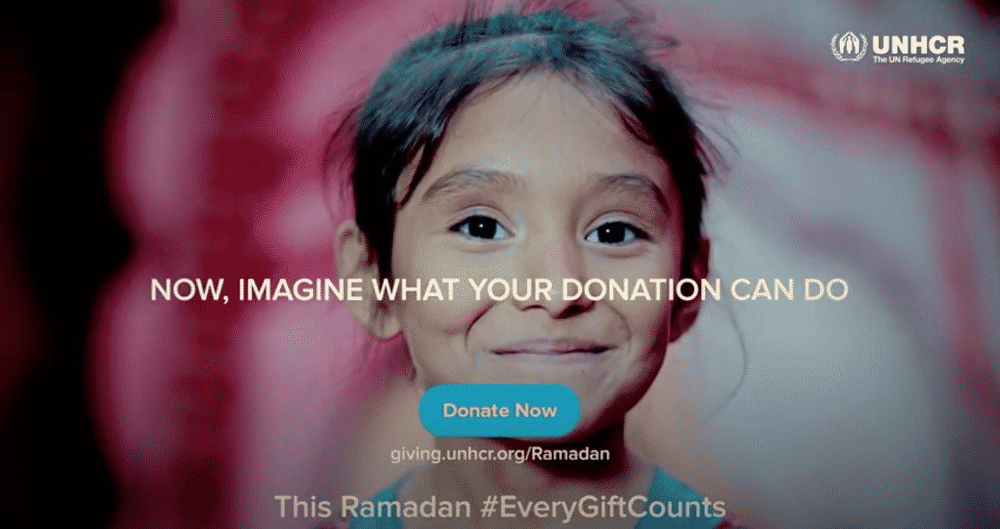 UNHCR
The UN Refugee Agency
NOW, IMAGINE WHAT YOUR DONATION CAN DO
Donate Now
giving.unhcr.org/Ramadan
This Ramadan #EveryGiftCounts